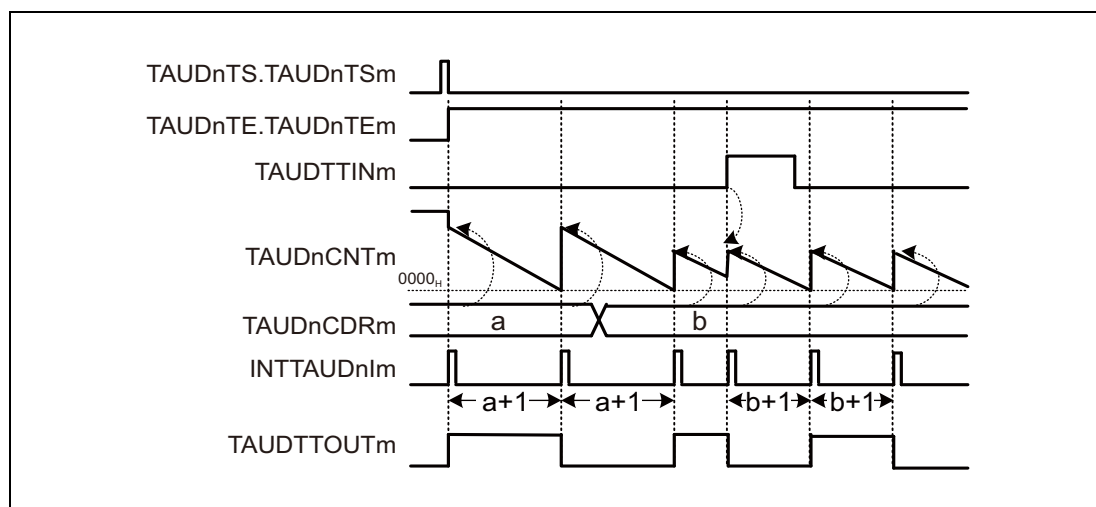 TAUDnTS.TAUDnTSm
TAUDnTE.TAUDnTEm
TAUDTTINm
TAUDnCNTm
0000H
TAUDnCDRm
a
b
INTTAUDnIm
a+1
a+1
b+1
b+1
TAUDTTOUTm